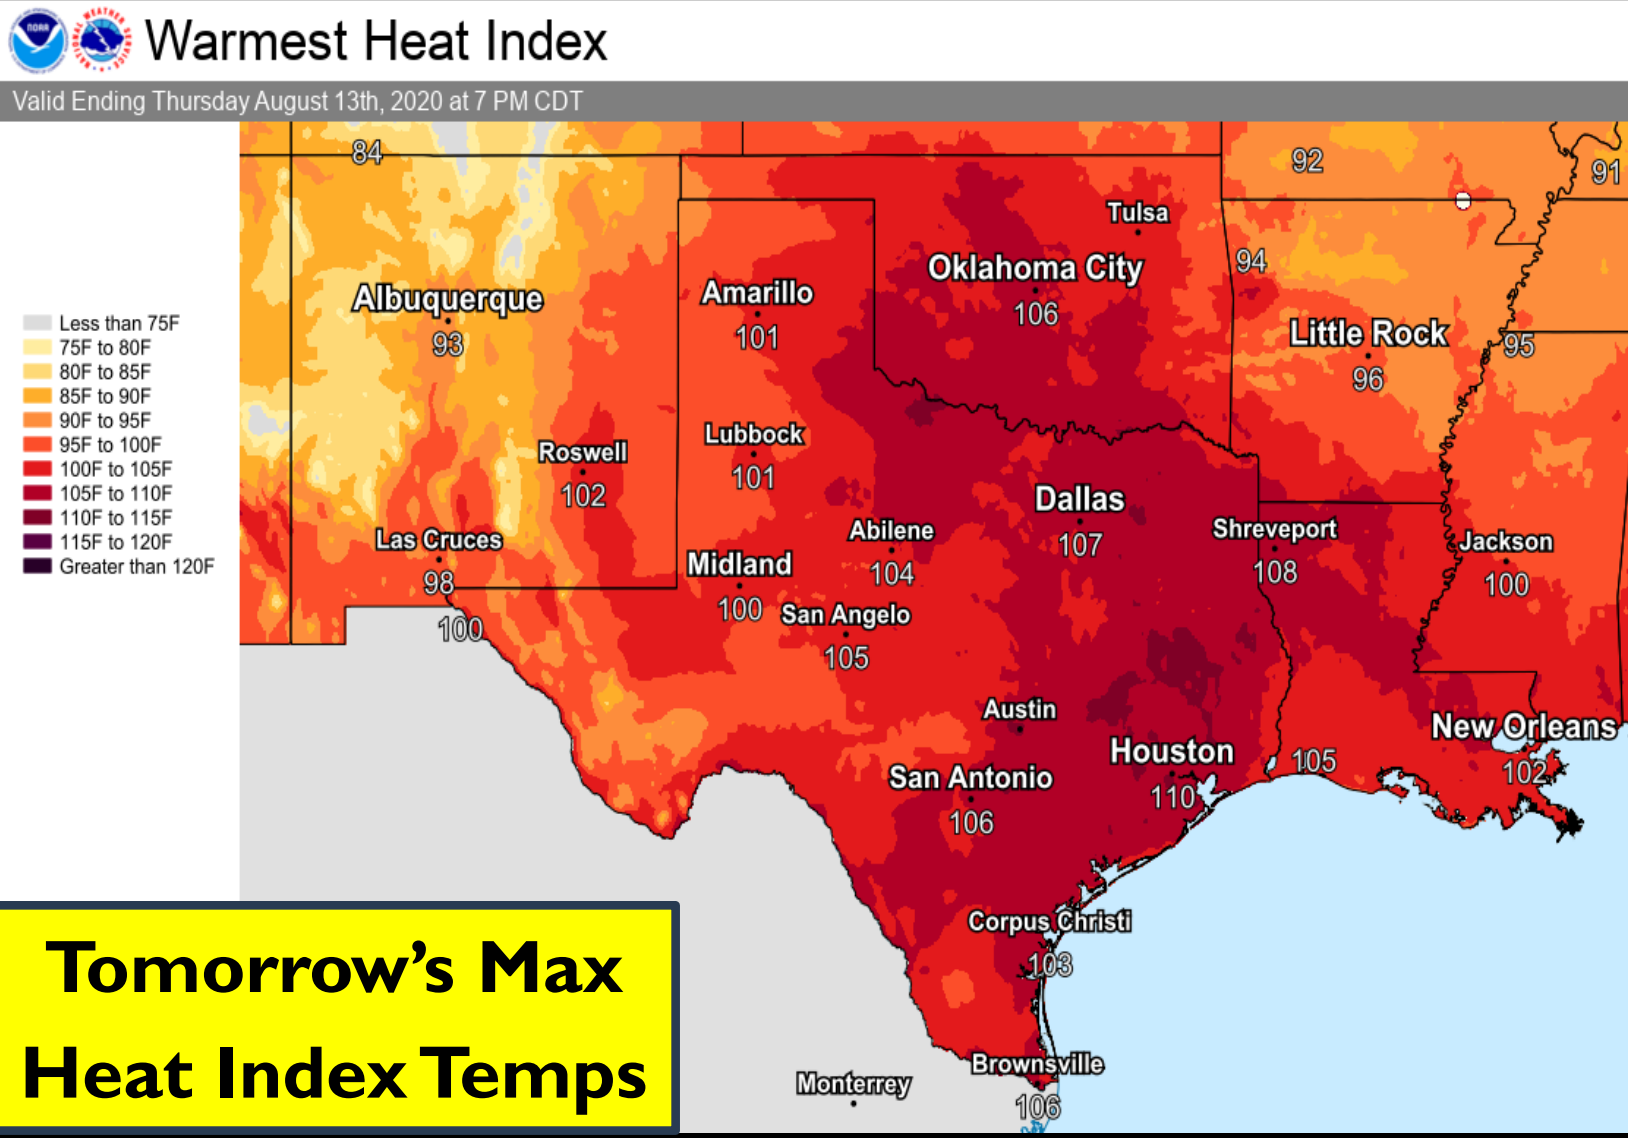 NOAA
Warmest Heat Index
Valid Ending Thursday August 13th, 2020 at 7 PM CDT
84
92
91
Tulsa
94
Oklahoma City
106
Albuquerque
93
Amarillo
101
Little Rock
96
95
Less than 75F
75F to 80F
80F to 85F
85F to 90F
90F to 95F
95F to 100F
100F to 105F
105F to 110F
110F to 115F
115F to 120F
Greater than 120F
Roswell
102
Lubbock
101
Dallas
107
Abilene
104
Shreveport
108
Jackson
100
Las Cruces
98
100
Midland
100
San Angelo
105
Austin
Houston
110
San Antonio
106
105
New Orleans
102
Corpus Christi
103
Brownsville
106
Monterrey
Tomorrow's Max
Heat Index Temps